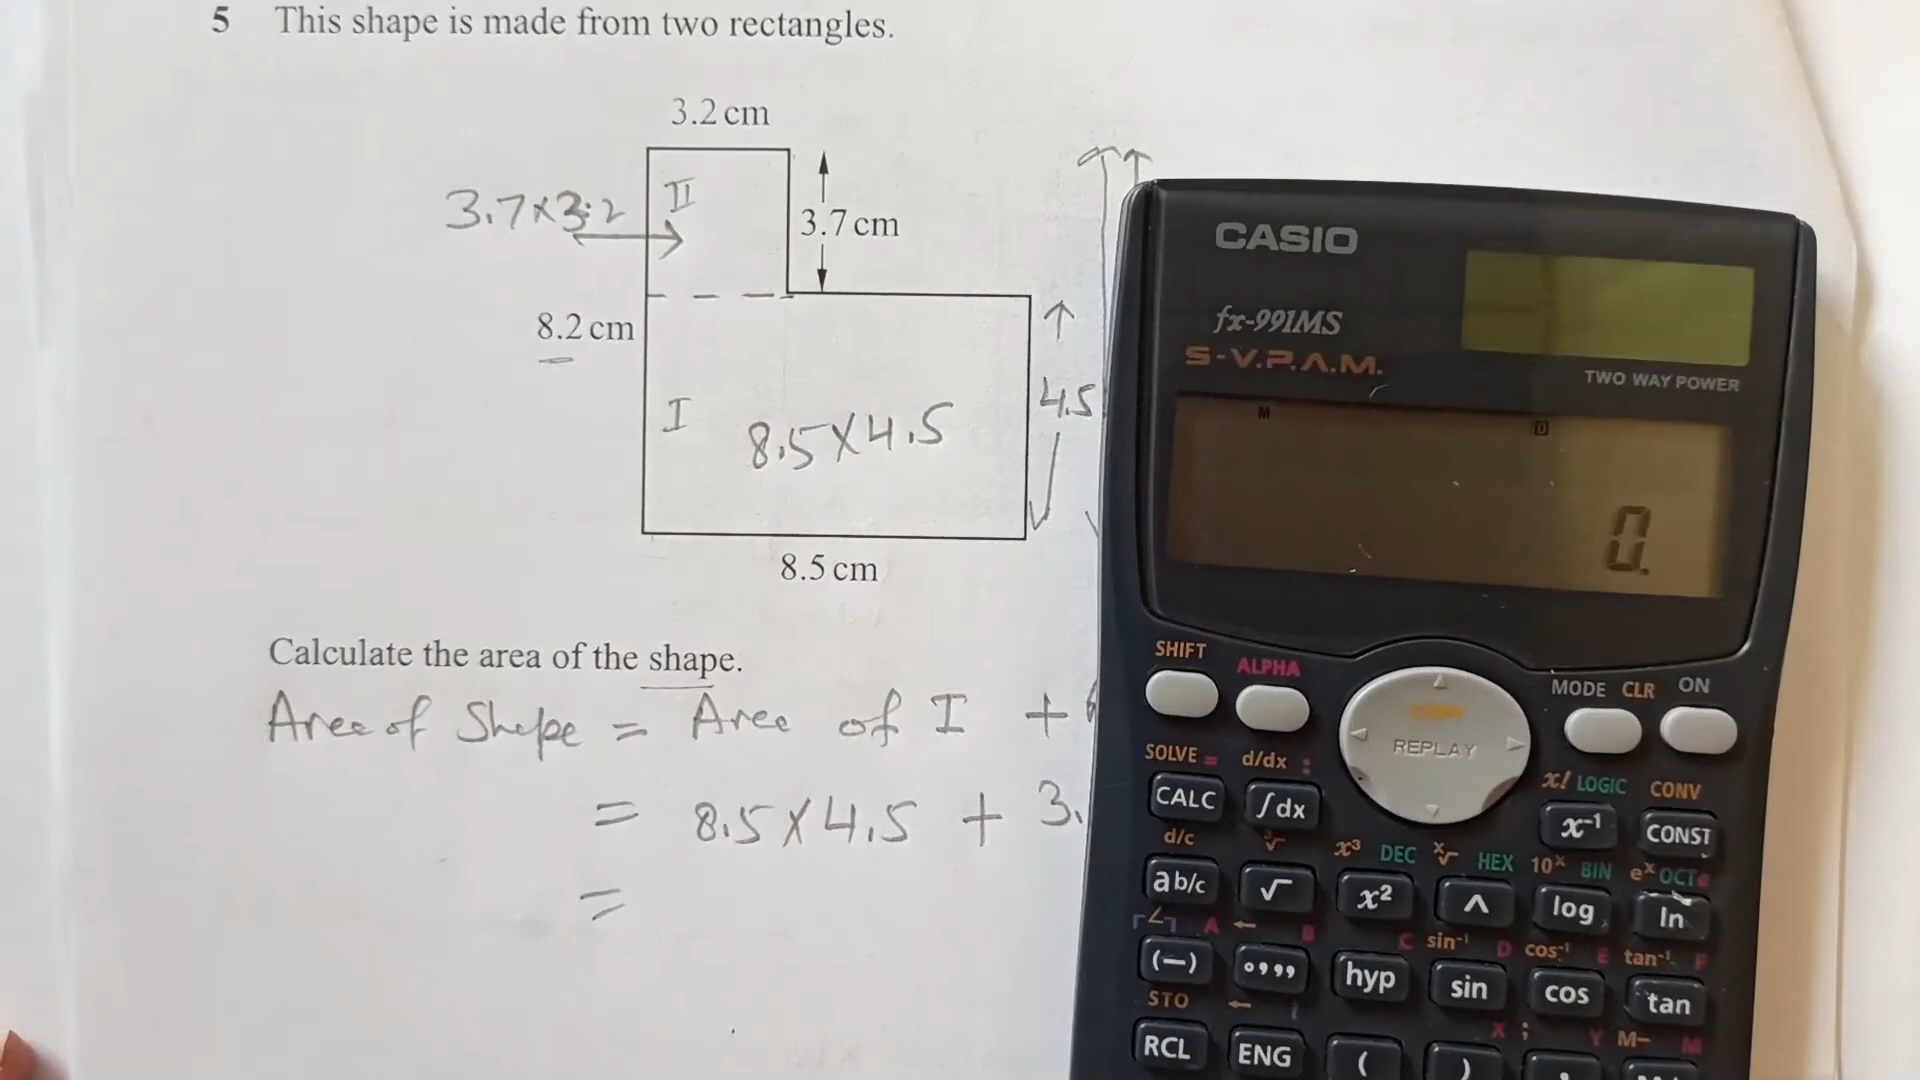 5 This shape is made from two rectangles.
3.2 cm
3.7×3.2
II
3.7 cm
8.2 cm
4.5
I
8.5×4.5
8.5 cm
Calculate the area of the shape.
Area of Shape = Area of I +
= 8.5×4.5 + 3.
=
CASIO
fx-991MS
S-V.P.A.M.
TWO WAY POWER
M D
0.
SHIFT ALPHA MODE CLR ON
COPY
REPLAY
SOLVE = d/dx : x! LOGIC CONV
CALC ∫dx x⁻¹ CONST
d/c ³√ x³ DEC ˣ√ HEX 10ˣ BIN eˣ OCT e
ab/c √ x² ^ log ln
∠ A ← B C sin⁻¹ D cos⁻¹ E tan⁻¹ F
(−) °,,, hyp sin cos tan
STO ← i X ; Y M− M
RCL ENG ( ) ,